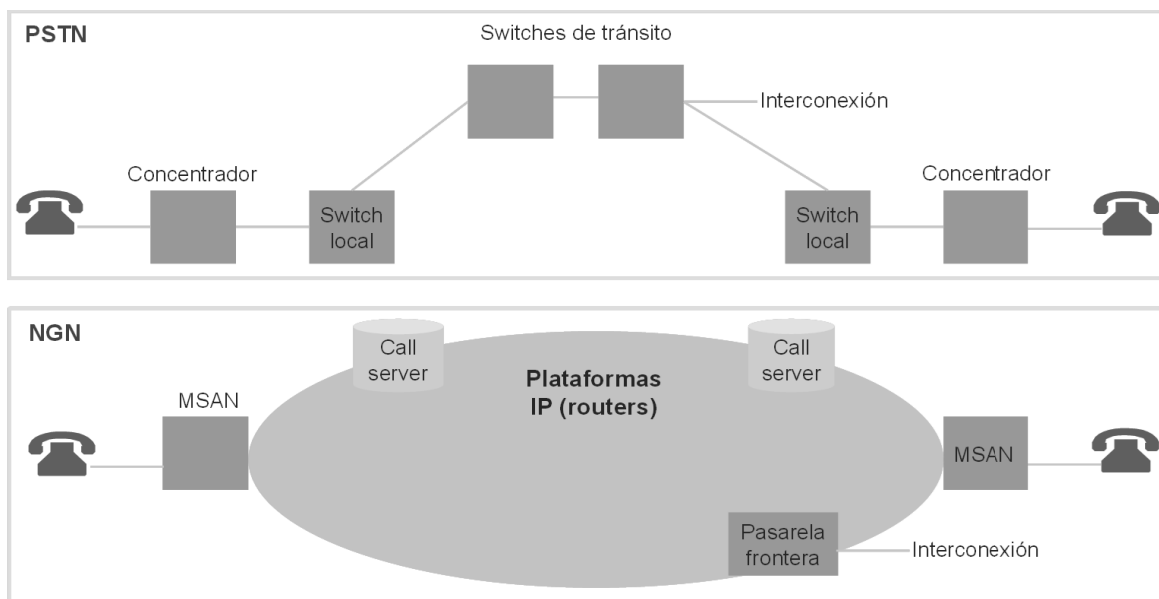 PSTN
Switches de tránsito
Interconexión
Concentrador
Concentrador
Switch
local
Switch
local
NGN
Call
server
Call
server
Plataformas
IP (routers)
MSAN
MSAN
Pasarela
frontera
Interconexión